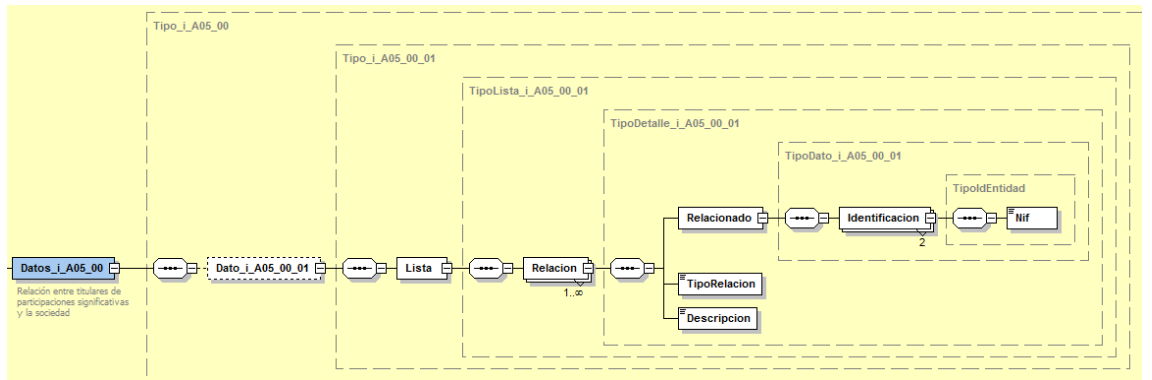 Tipo_i_A05_00
Tipo_i_A05_00_01
TipoLista_i_A05_00_01
TipoDetalle_i_A05_00_01
TipoDato_i_A05_00_01
TipoIdEntidad
Relacionado
Identificacion
Nif
2
Datos_i_A05_00
Dato_i_A05_00_01
Lista
Relacion
1..∞
Relación entre titulares de
participaciones significativas
y la sociedad
TipoRelacion
Descripcion